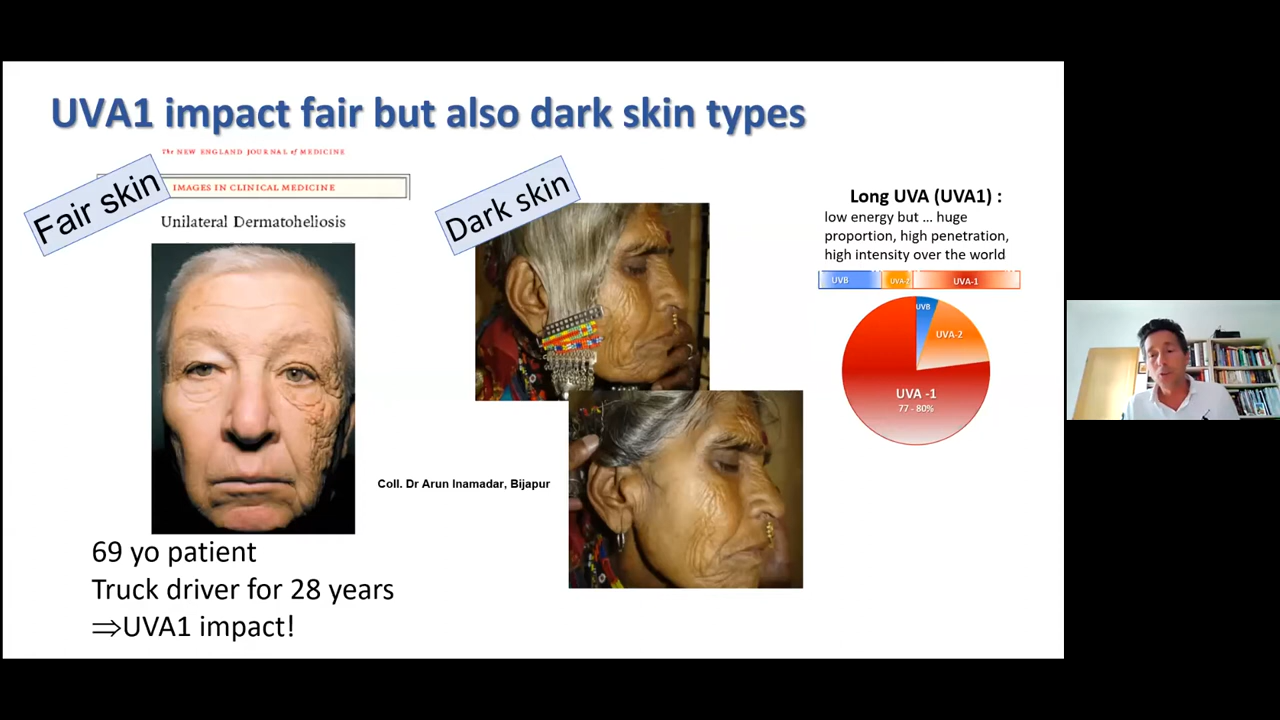 UVA1 impact fair but also dark skin types
The NEW ENGLAND JOURNAL of MEDICINE
Fair skin
IMAGES IN CLINICAL MEDICINE
Unilateral Dermatoheliosis
Dark skin
Coll. Dr Arun Inamadar, Bijapur
69 yo patient
Truck driver for 28 years
⇒UVA1 impact!
Long UVA (UVA1) :
low energy but ... huge
proportion, high penetration,
high intensity over the world
UVB
UVA-2
UVA-1
UVB
UVA-2
UVA -1
77 - 80%